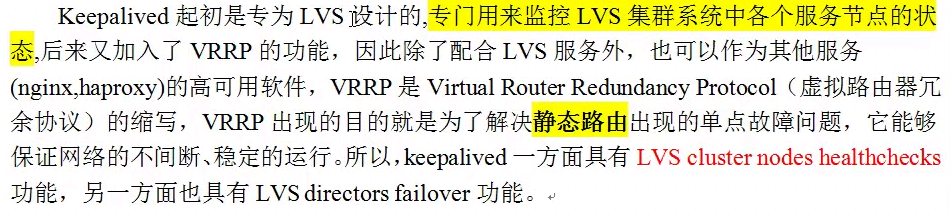 Keepalived 起初是专为 LVS 设计的,专门用来监控 LVS 集群系统中各个服务节点的状
态,后来又加入了 VRRP 的功能，因此除了配合 LVS 服务外，也可以作为其他服务
(nginx,haproxy)的高可用软件，VRRP 是 Virtual Router Redundancy Protocol（虚拟路由器冗
余协议）的缩写，VRRP 出现的目的就是为了解决静态路由出现的单点故障问题，它能够
保证网络的不间断、稳定的运行。所以，keepalived 一方面具有 LVS cluster nodes healthchecks
功能，另一方面也具有 LVS directors failover 功能。